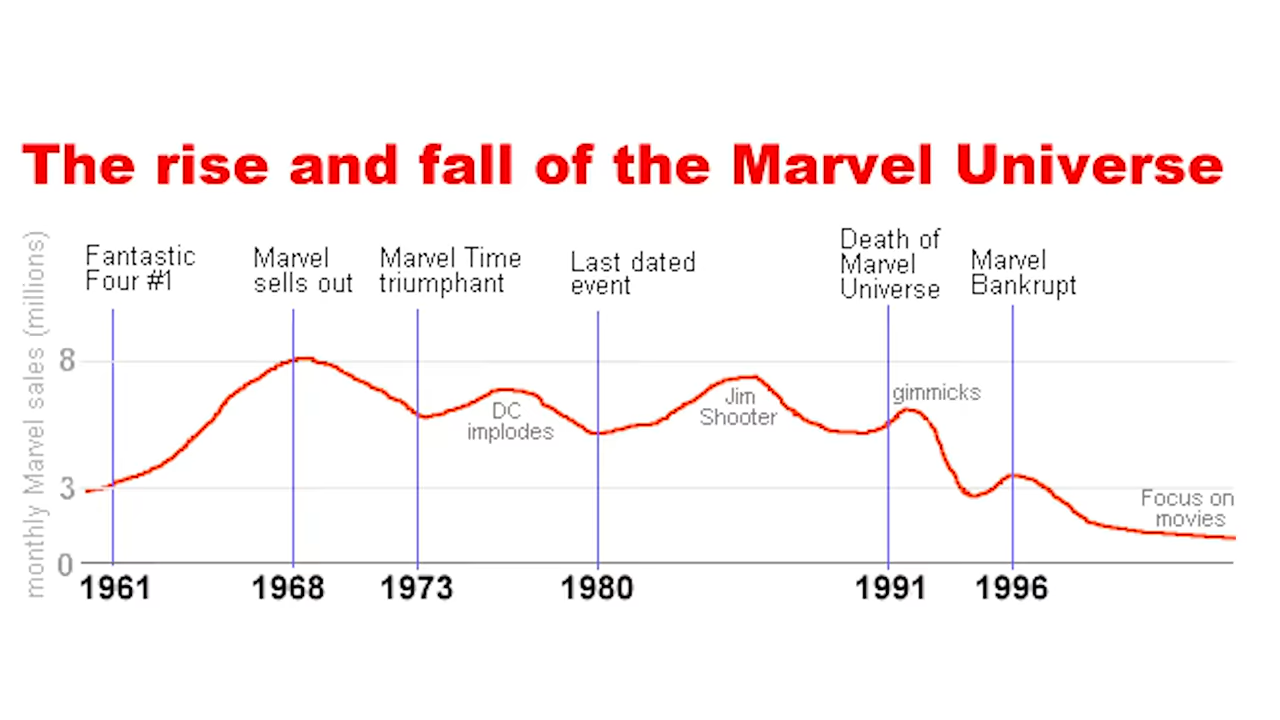 The rise and fall of the Marvel Universe
monthly Marvel sales (millions)
Fantastic
Four #1
Marvel
sells out
Marvel Time
triumphant
Last dated
event
Death of
Marvel
Universe
Marvel
Bankrupt
8
3
0
DC
implodes
Jim
Shooter
gimmicks
Focus on
movies
1961
1968
1973
1980
1991
1996